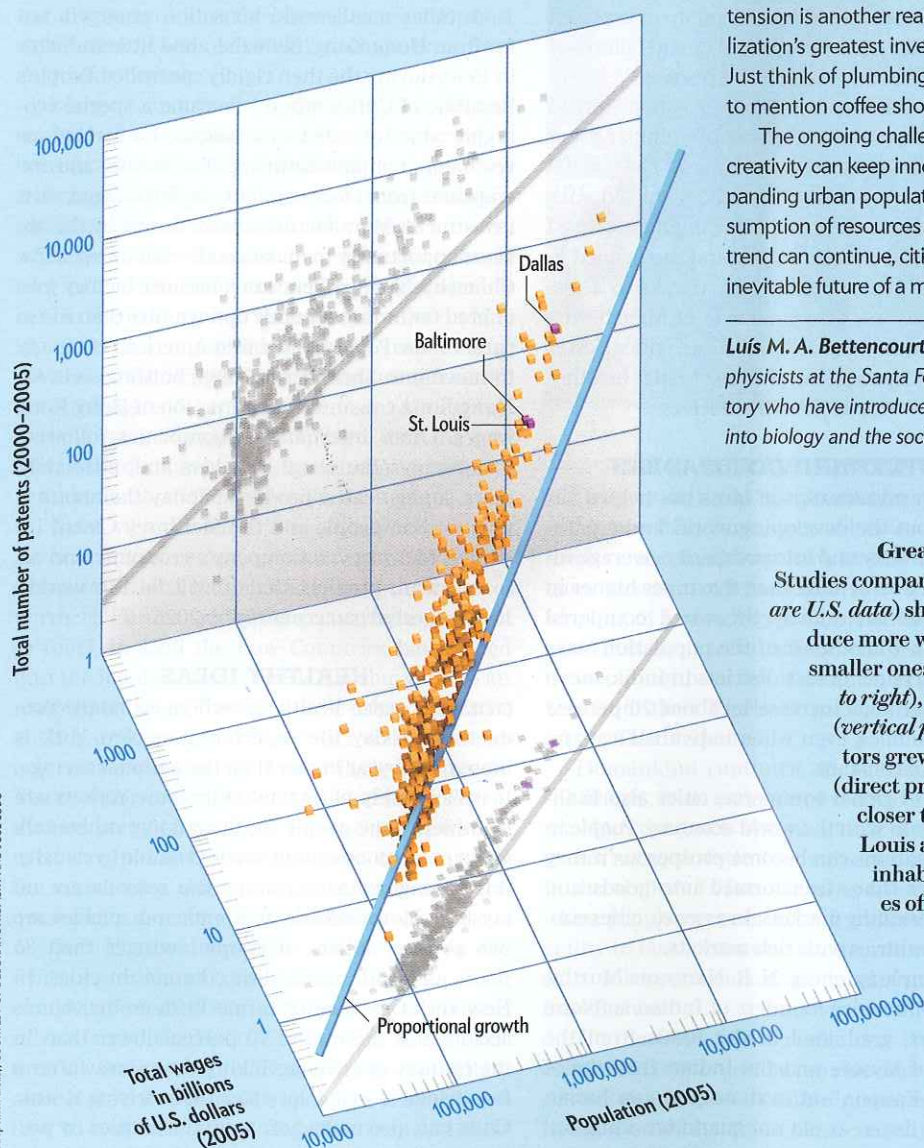 tension is another rea
lization's greatest inve
Just think of plumbing
to mention coffee sho
The ongoing challe
creativity can keep inno
panding urban populat
sumption of resources
trend can continue, citi
inevitable future of a m
Luís M. A. Bettencourt
physicists at the Santa F
tory who have introduce
into biology and the soc
Grea
Studies compar
are U.S. data) sh
duce more w
smaller ones
to right),
(vertical p
tors grev
(direct pr
closer t
Louis a
inhab
es of
Total number of patents (2000–2005)
100,000
10,000
1,000
100
10
1
Dallas
Baltimore
St. Louis
1,000
100
10
1
Total wages
in billions
of U.S. dollars
(2005)
Proportional growth
10,000
100,000
1,000,000
10,000,000
100,000,000
Population (2005)